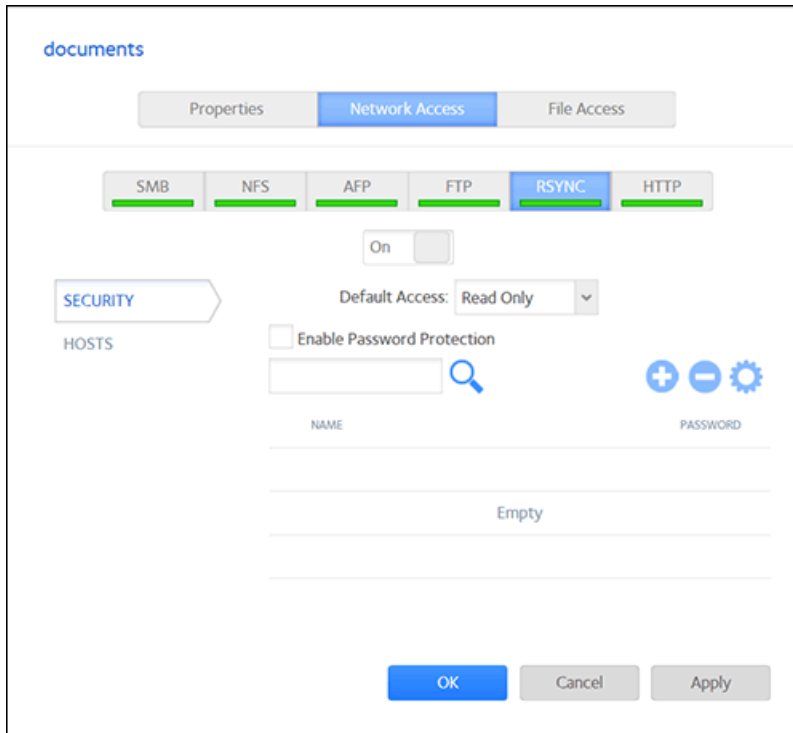 documents
Properties Network Access File Access
SMB NFS AFP FTP RSYNC HTTP
On
SECURITY
Default Access: Read Only
HOSTS
Enable Password Protection
NAME PASSWORD
Empty
OK Cancel Apply